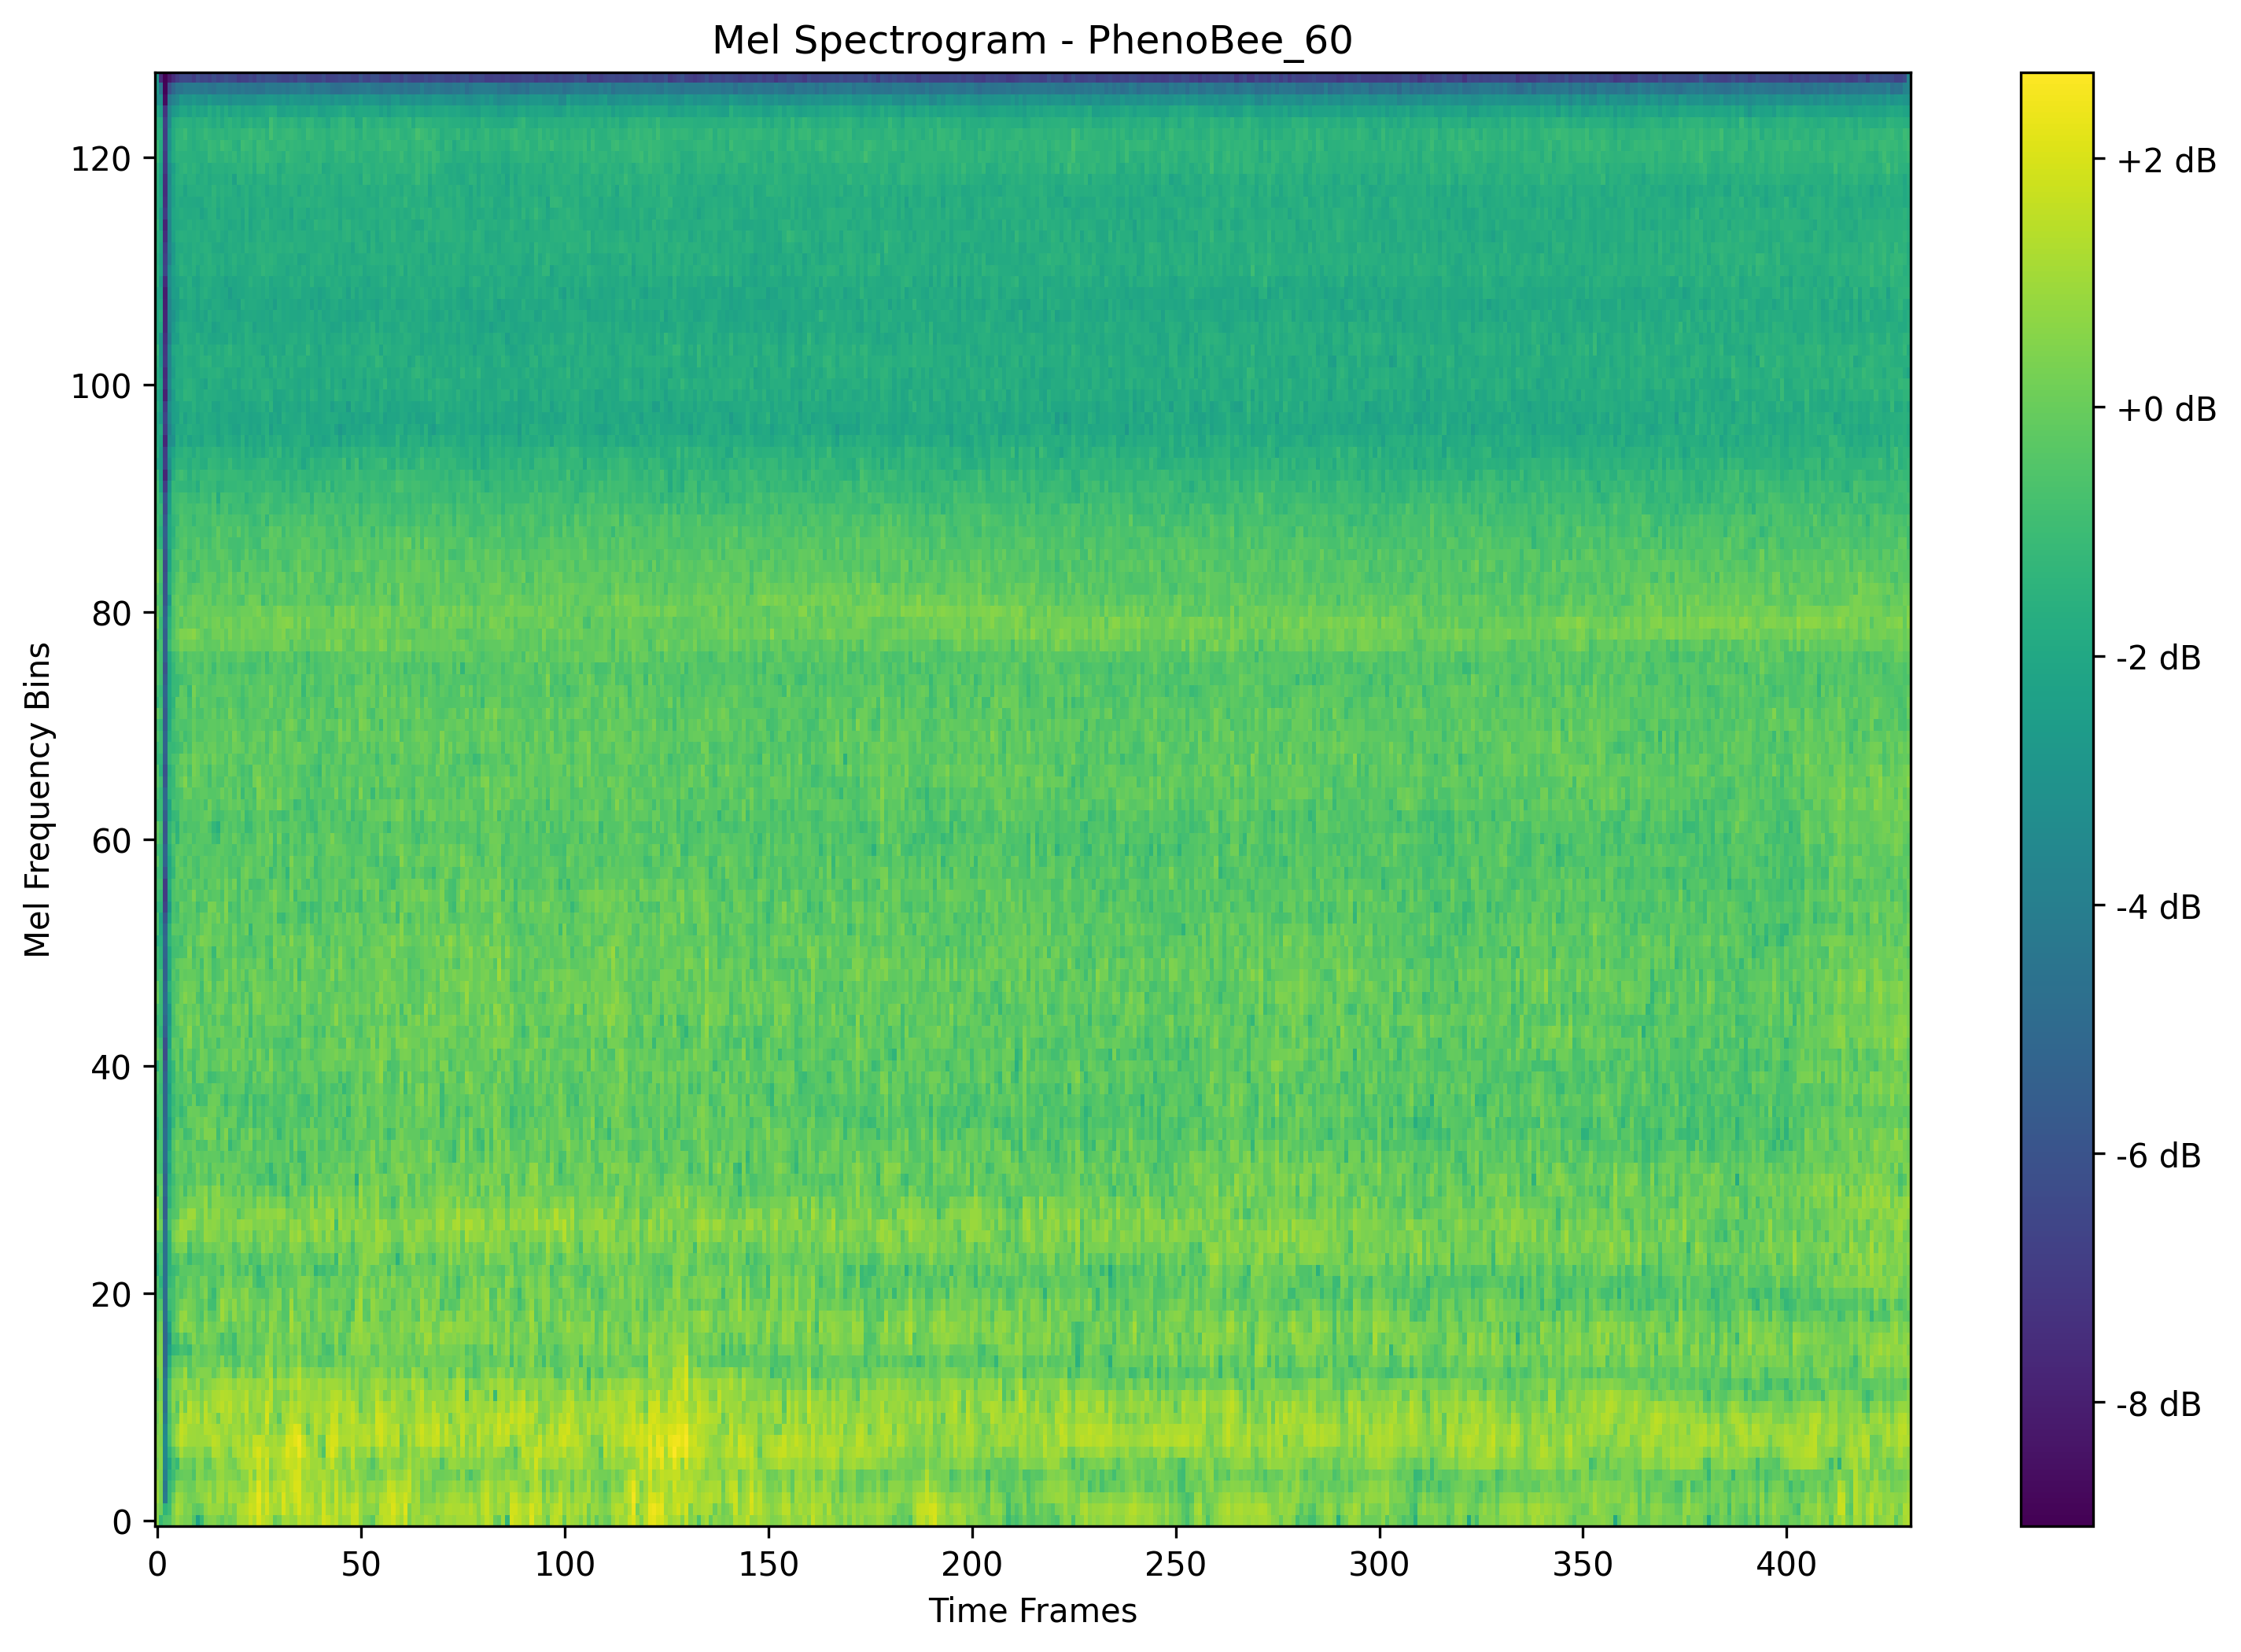 Mel Spectrogram - PhenoBee_60
Mel Frequency Bins
120
100
80
60
40
20
0
0 50 100 150 200 250 300 350 400
Time Frames
+2 dB
+0 dB
-2 dB
-4 dB
-6 dB
-8 dB